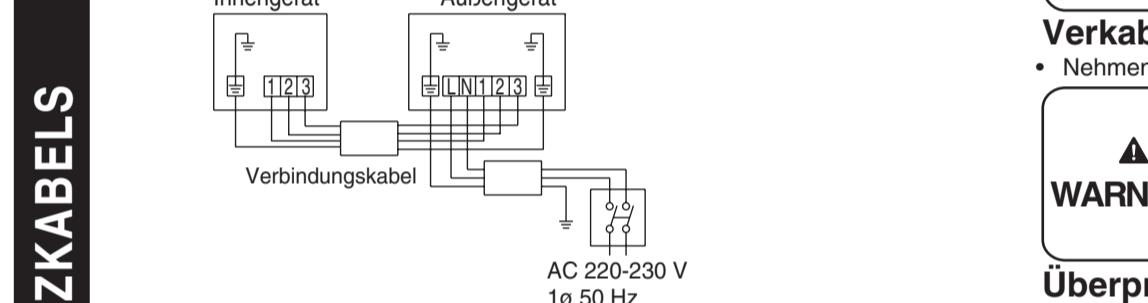 Innengerät
Außengerät
1 2 3
L N 1 2 3
Verbindungskabel
AC 220-230 V
1ø 50 Hz
ZKABELS
Verkab
• Nehmen
WARN
Überpr